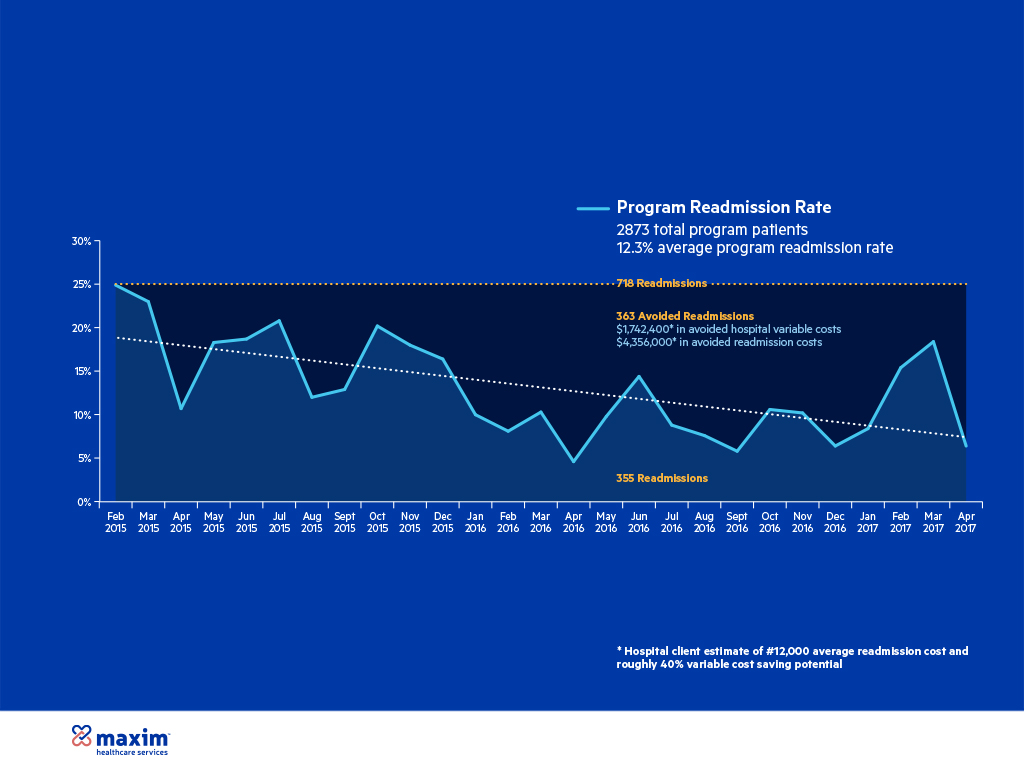 Program Readmission Rate
2873 total program patients
12.3% average program readmission rate
30%
25%
718 Readmissions
363 Avoided Readmissions
$1,742,400* in avoided hospital variable costs
$4,356,000* in avoided readmission costs
20%
15%
10%
5%
355 Readmissions
0%
Feb Mar Apr May Jun Jul Aug Sept Oct Nov Dec Jan Feb Mar Apr May Jun Jul Aug Sept Oct Nov Dec Jan Feb Mar Apr
2015 2015 2015 2015 2015 2015 2015 2015 2015 2015 2015 2016 2016 2016 2016 2016 2016 2016 2016 2016 2016 2016 2016 2017 2017 2017 2017
* Hospital client estimate of #12,000 average readmission cost and
roughly 40% variable cost saving potential
maxim
healthcare services